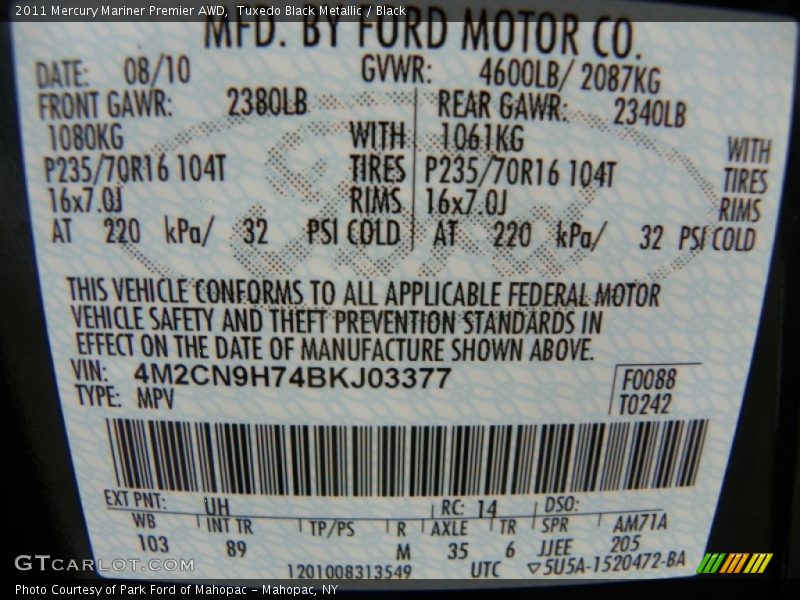 2011 Mercury Mariner Premier AWD, Tuxedo Black Metallic / Black
MFD. BY FORD MOTOR CO.
DATE: 08/10 GVWR: 4600LB/ 2087KG
FRONT GAWR: 2380LB REAR GAWR: 2340LB
1080KG WITH 1061KG WITH
P235/70R16 104T TIRES P235/70R16 104T TIRES
16x7.0J RIMS 16x7.0J RIMS
AT 220 kPa/ 32 PSI COLD AT 220 kPa/ 32 PSI COLD
Ford
THIS VEHICLE CONFORMS TO ALL APPLICABLE FEDERAL MOTOR
VEHICLE SAFETY AND THEFT PREVENTION STANDARDS IN
EFFECT ON THE DATE OF MANUFACTURE SHOWN ABOVE.
VIN: 4M2CN9H74BKJ03377 F0088
TYPE: MPV T0242
EXT PNT: UH RC: 14 DSO:
WB INT TR TP/PS R AXLE TR SPR AM71A
103 89 M 35 6 JJEE 205
1201008313549 UTC ▽5U5A-1520472-BA
GTCARLOT.COM
Photo Courtesy of Park Ford of Mahopac – Mahopac, NY